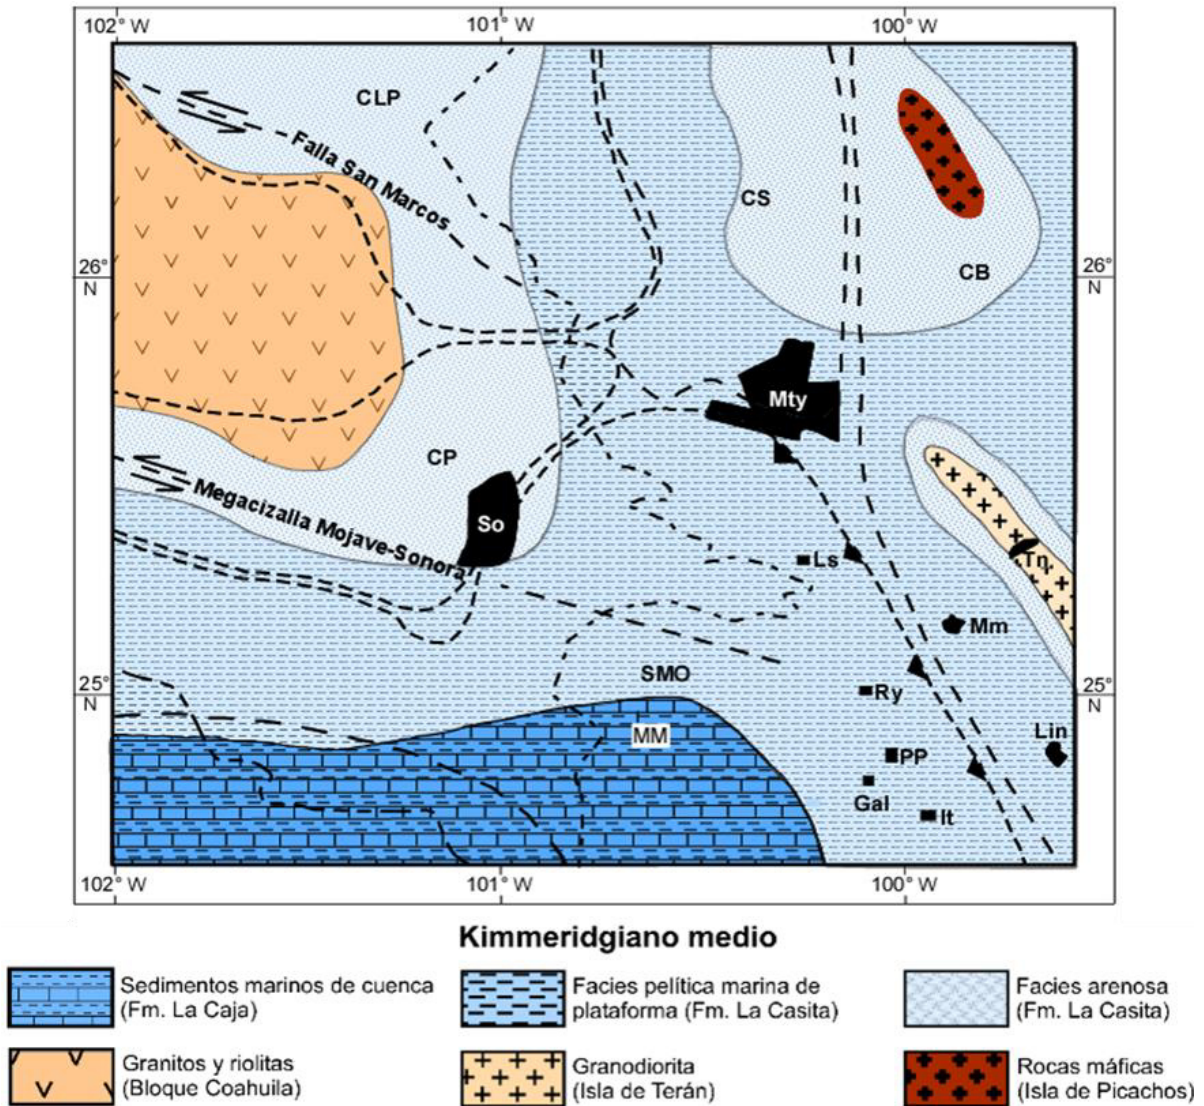 102° W
101° W
100° W
CLP
Falla San Marcos
CS
CB
26°
N
26°
N
Mty
CP
So
Megacizalla Mojave-Sonora
Ls
Tn
Mm
SMO
25°
N
25°
N
Ry
MM
Lin
PP
Gal
It
102° W
101° W
100° W
Kimmeridgiano medio
Sedimentos marinos de cuenca
(Fm. La Caja)
Facies pelítica marina de
plataforma (Fm. La Casita)
Facies arenosa
(Fm. La Casita)
Granitos y riolitas
(Bloque Coahuila)
Granodiorita
(Isla de Terán)
Rocas máficas
(Isla de Picachos)